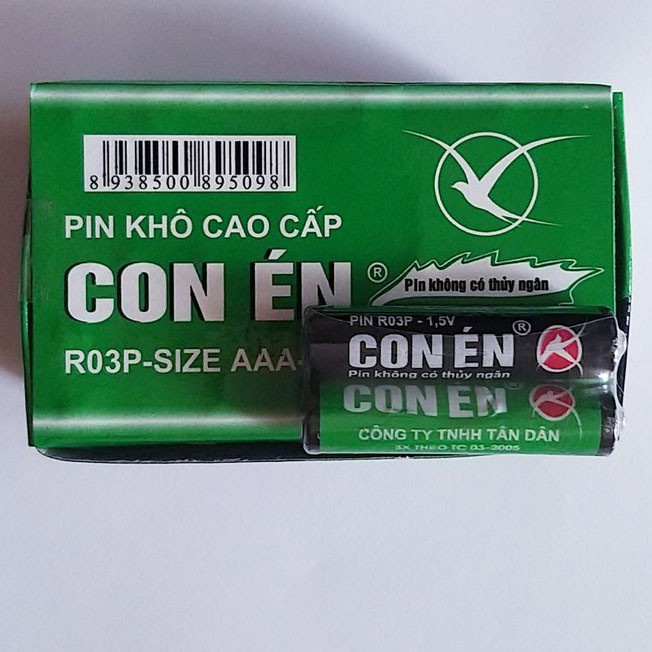 8 938500 895098
PIN KHÔ CAO CẤP
CON ÉN ®
Pin không có thủy ngân
R03P-SIZE AAA-
PIN R03P - 1,5V
CON ÉN ®
Pin không có thủy ngân
CON ÉN ®
CÔNG TY TNHH TÂN DÂN
SX THEO TC 03-2005